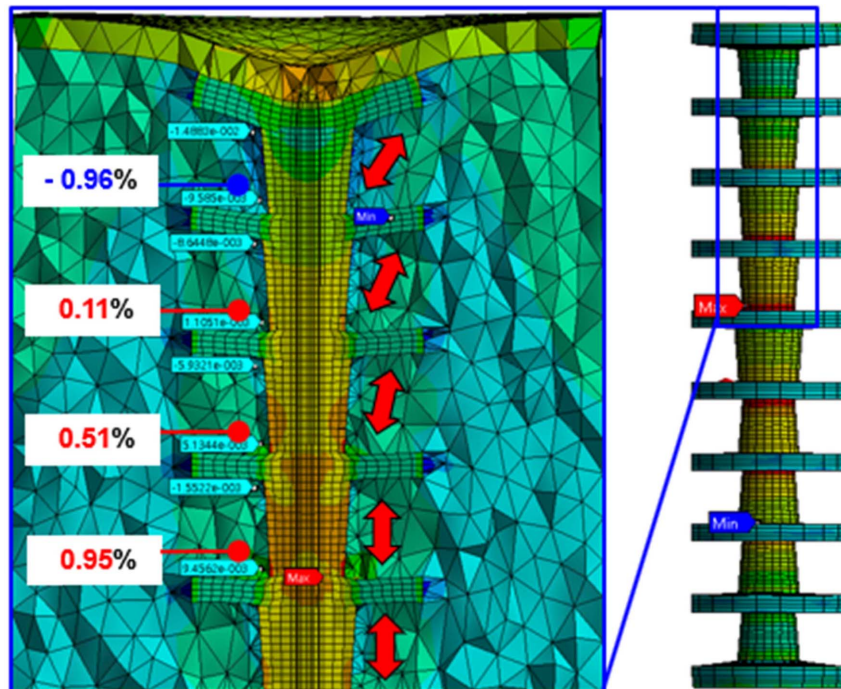 -1.4883e-002
- 0.96%
-9.585e-003
Min
-8.6448e-003
0.11%
1.1051e-003
Max
-5.9321e-003
0.51%
5.1344e-003
-1.5522e-003
Min
0.95%
9.4562e-003
Max